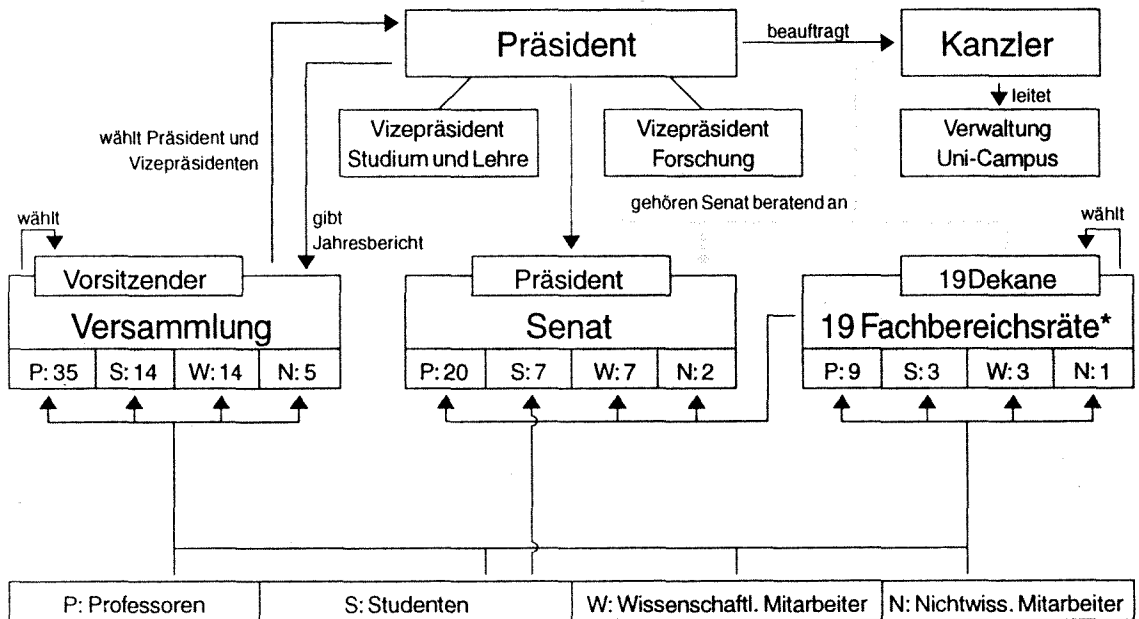 Präsident
beauftragt
Kanzler
leitet
Vizepräsident
Studium und Lehre
Vizepräsident
Forschung
Verwaltung
Uni-Campus
wählt Präsident und
Vizepräsidenten
gehören Senat beratend an
wählt
gibt
Jahresbericht
wählt
Vorsitzender
Versammlung
P: 35 S: 14 W: 14 N: 5
Präsident
Senat
P: 20 S: 7 W: 7 N: 2
19 Dekane
19 Fachbereichsräte*
P: 9 S: 3 W: 3 N: 1
P: Professoren S: Studenten W: Wissenschaftl. Mitarbeiter N: Nichtwiss. Mitarbeiter